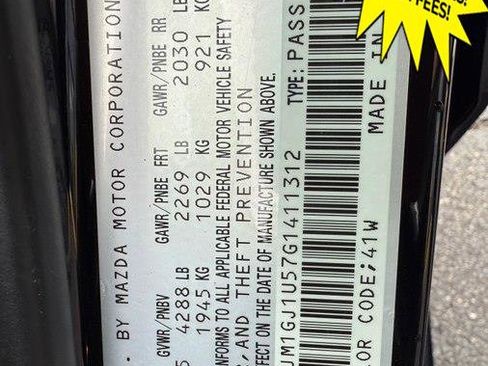 FEES!
. BY MAZDA MOTOR CORPORATION
GVWR/PNBV GAWR/PNBE FRT GAWR/PNBE RR
4288 LB 2269 LB 2030 LB
1945 KG 1029 KG 921 KG
NFORMS TO ALL APPLICABLE FEDERAL MOTOR VEHICLE SAFETY
,AND THEFT PREVENTION
FFECT ON THE DATE OF MANUFACTURE SHOWN ABOVE.
JM1GJ1U57G1411312 TYPE: PASS
OR CODE;41W MADE IN